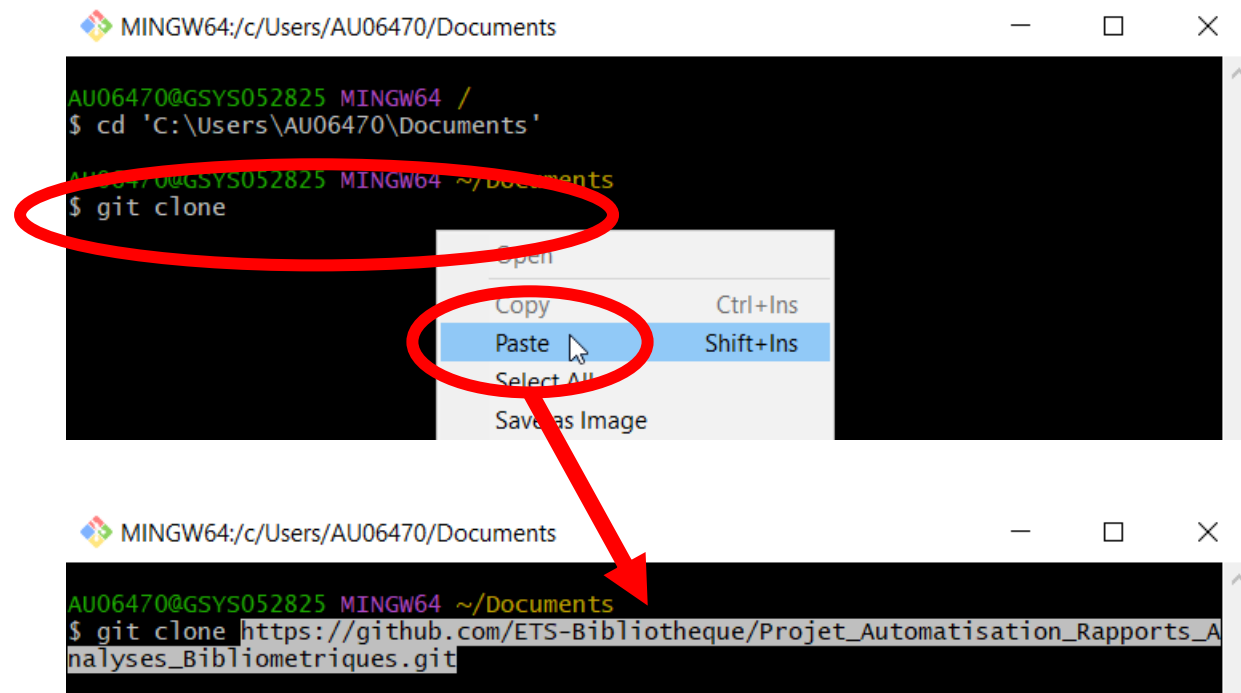 MINGW64:/c/Users/AU06470/Documents
AU06470@GSYS052825 MINGW64 /
$ cd 'C:\Users\AU06470\Documents'
AU06470@GSYS052825 MINGW64 ~/Documents
$ git clone
Open
Copy Ctrl+Ins
Paste Shift+Ins
Select All
Save as Image
MINGW64:/c/Users/AU06470/Documents
AU06470@GSYS052825 MINGW64 ~/Documents
$ git clone https://github.com/ETS-Bibliotheque/Projet_Automatisation_Rapports_A
nalyses_Bibliometriques.git